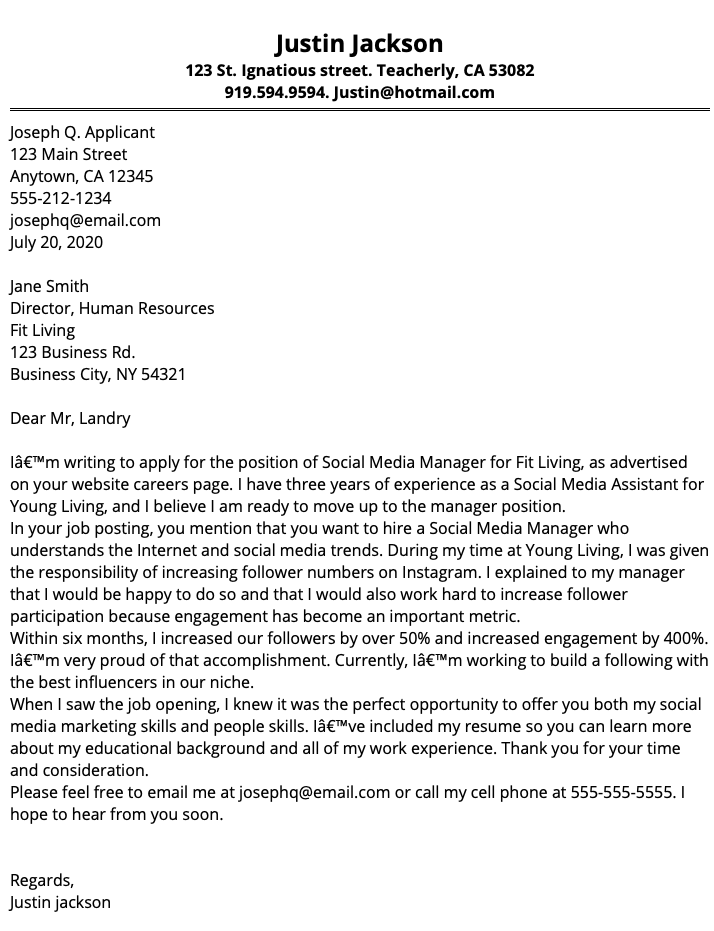 Justin Jackson
123 St. Ignatious street. Teacherly, CA 53082
919.594.9594. Justin@hotmail.com
Joseph Q. Applicant
123 Main Street
Anytown, CA 12345
555-212-1234
josephq@email.com
July 20, 2020
Jane Smith
Director, Human Resources
Fit Living
123 Business Rd.
Business City, NY 54321
Dear Mr, Landry
Iâ€™m writing to apply for the position of Social Media Manager for Fit Living, as advertised
on your website careers page. I have three years of experience as a Social Media Assistant for
Young Living, and I believe I am ready to move up to the manager position.
In your job posting, you mention that you want to hire a Social Media Manager who
understands the Internet and social media trends. During my time at Young Living, I was given
the responsibility of increasing follower numbers on Instagram. I explained to my manager
that I would be happy to do so and that I would also work hard to increase follower
participation because engagement has become an important metric.
Within six months, I increased our followers by over 50% and increased engagement by 400%.
Iâ€™m very proud of that accomplishment. Currently, Iâ€™m working to build a following with
the best influencers in our niche.
When I saw the job opening, I knew it was the perfect opportunity to offer you both my social
media marketing skills and people skills. Iâ€™ve included my resume so you can learn more
about my educational background and all of my work experience. Thank you for your time
and consideration.
Please feel free to email me at josephq@email.com or call my cell phone at 555-555-5555. I
hope to hear from you soon.
Regards,
Justin jackson